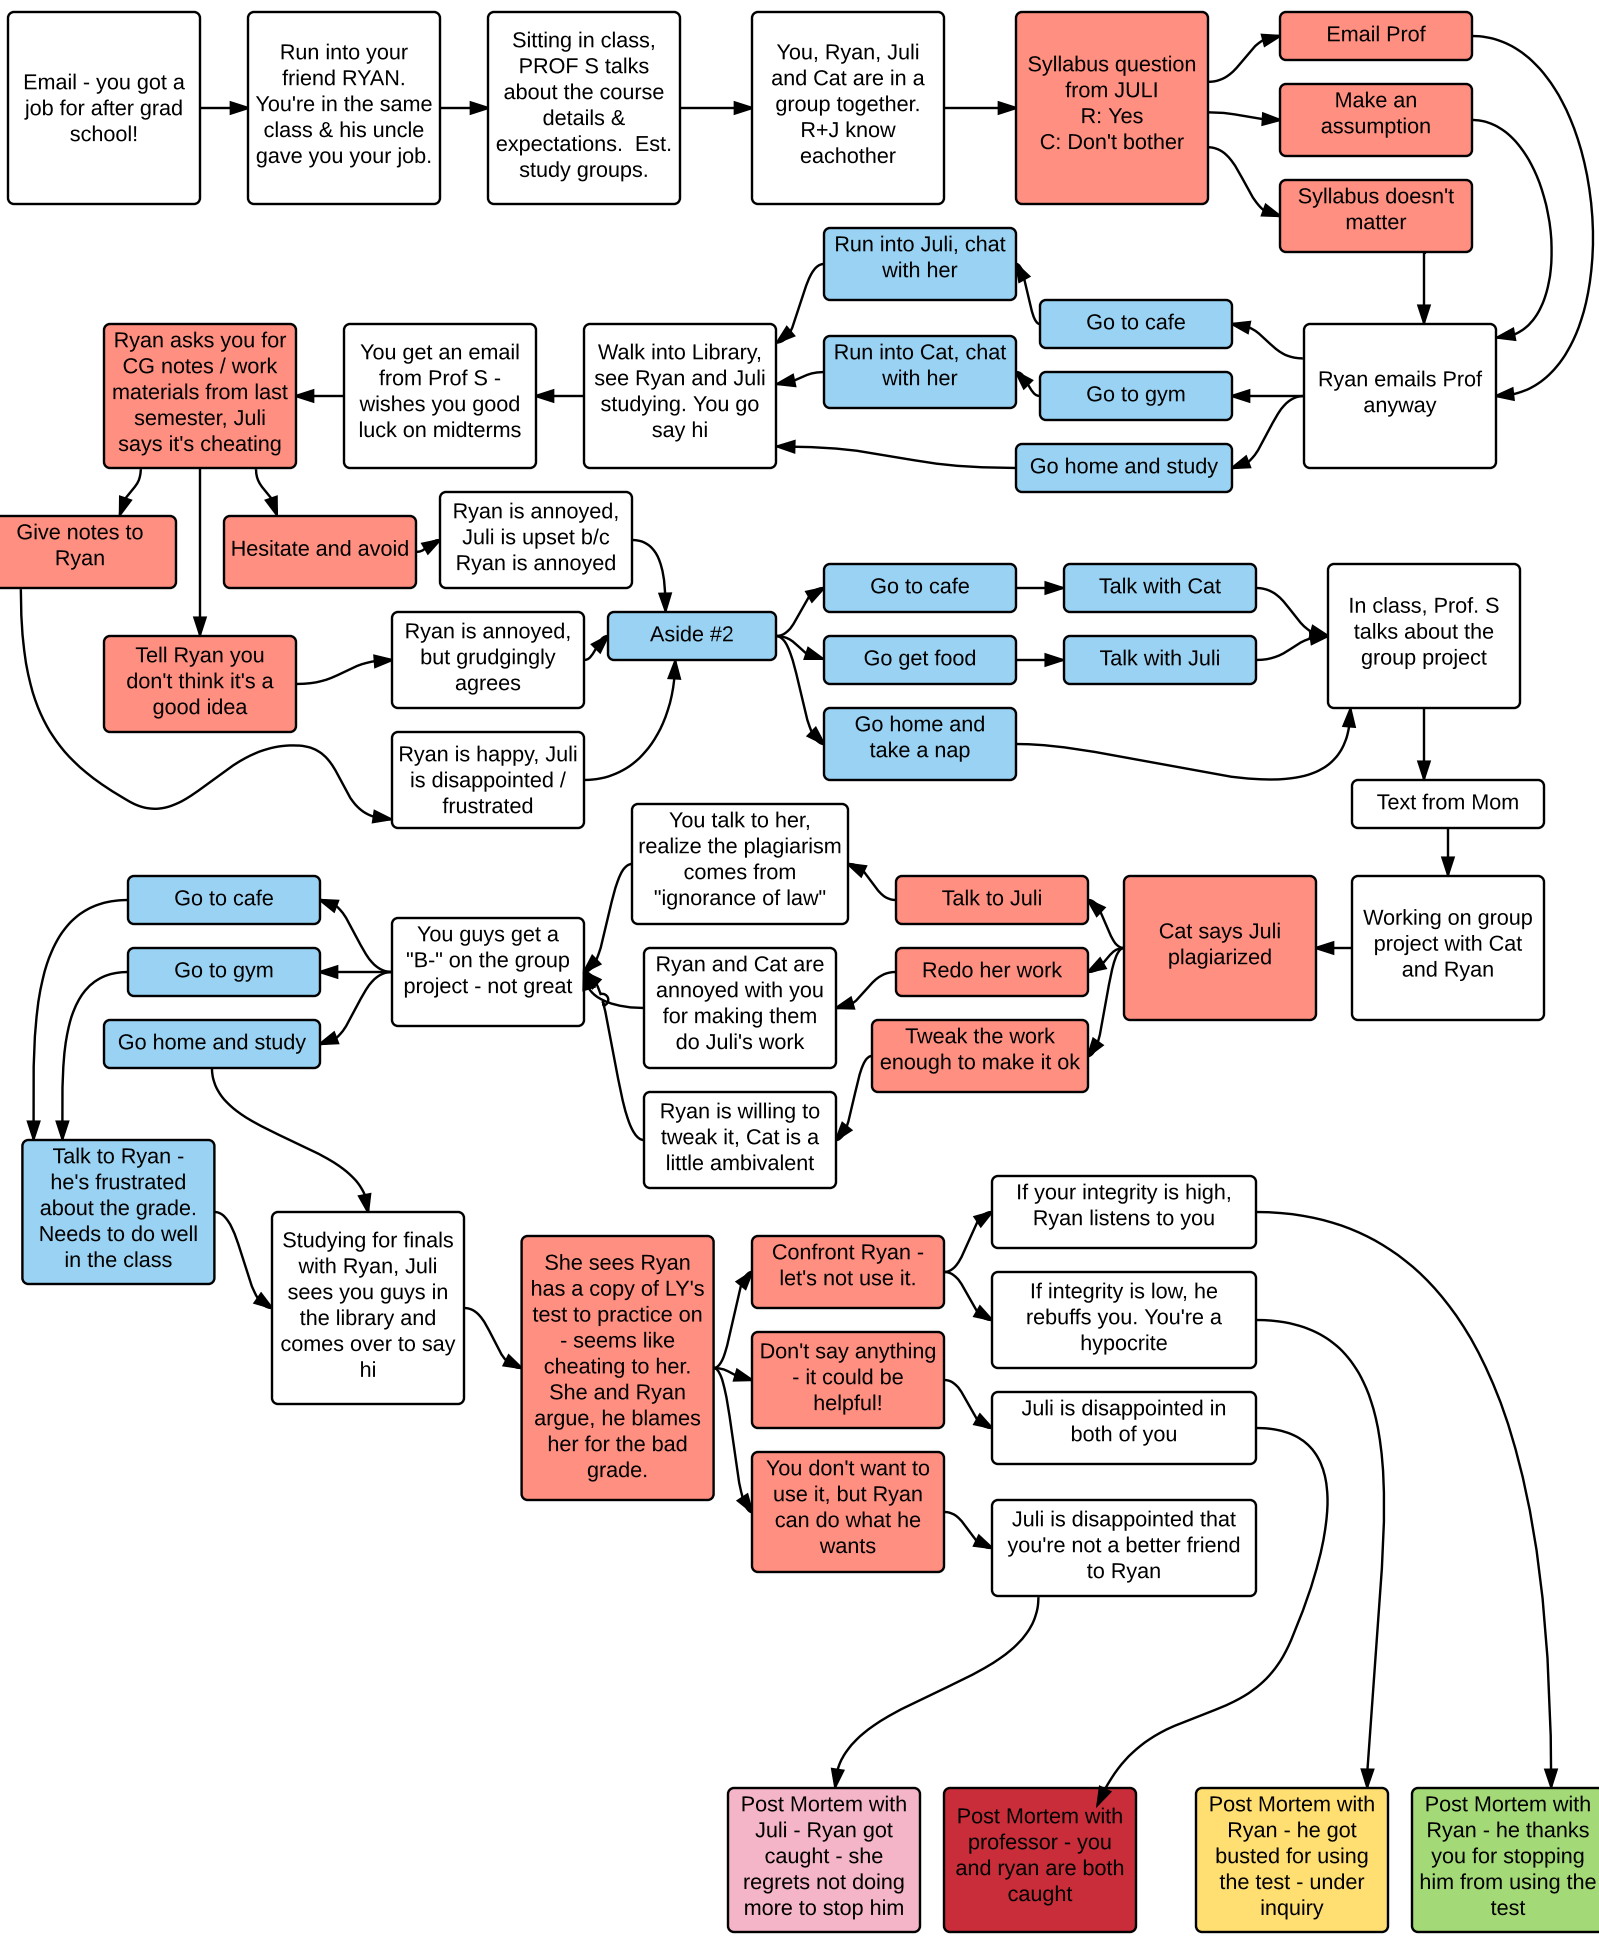 Email - you got a
job for after grad
school!
Run into your
friend RYAN.
You're in the same
class & his uncle
gave you your job.
Sitting in class,
PROF S talks
about the course
details &
expectations.  Est.
study groups.
You, Ryan, Juli
and Cat are in a
group together.
R+J know
eachother
Syllabus question
from JULI
R: Yes
C: Don't bother
Email Prof
Make an
assumption
Syllabus doesn't
matter
Ryan emails Prof
anyway
Go to cafe
Go to gym
Go home and study
Run into Juli, chat
with her
Run into Cat, chat
with her
Walk into Library,
see Ryan and Juli
studying. You go
say hi
You get an email
from Prof S -
wishes you good
luck on midterms
Ryan asks you for
CG notes / work
materials from last
semester, Juli
says it's cheating
Give notes to
Ryan
Hesitate and avoid
Tell Ryan you
don't think it's a
good idea
Ryan is annoyed,
Juli is upset b/c
Ryan is annoyed
Ryan is annoyed,
but grudgingly
agrees
Ryan is happy, Juli
is disappointed /
frustrated
Aside #2
Go to cafe
Go get food
Go home and
take a nap
Talk with Cat
Talk with Juli
In class, Prof. S
talks about the
group project
Text from Mom
Working on group
project with Cat
and Ryan
Cat says Juli
plagiarized
Talk to Juli
Redo her work
Tweak the work
enough to make it ok
You talk to her,
realize the plagiarism
comes from
"ignorance of law"
Ryan and Cat are
annoyed with you
for making them
do Juli's work
Ryan is willing to
tweak it, Cat is a
little ambivalent
You guys get a
"B-" on the group
project - not great
Go to cafe
Go to gym
Go home and study
Talk to Ryan -
he's frustrated
about the grade.
Needs to do well
in the class
Studying for finals
with Ryan, Juli
sees you guys in
the library and
comes over to say
hi
She sees Ryan
has a copy of LY's
test to practice on
- seems like
cheating to her.
She and Ryan
argue, he blames
her for the bad
grade.
Confront Ryan -
let's not use it.
Don't say anything
- it could be
helpful!
You don't want to
use it, but Ryan
can do what he
wants
If your integrity is high,
Ryan listens to you
If integrity is low, he
rebuffs you. You're a
hypocrite
Juli is disappointed in
both of you
Juli is disappointed that
you're not a better friend
to Ryan
Post Mortem with
Juli - Ryan got
caught - she
regrets not doing
more to stop him
Post Mortem with
professor - you
and ryan are both
caught
Post Mortem with
Ryan - he got
busted for using
the test - under
inquiry
Post Mortem with
Ryan - he thanks
you for stopping
him from using the
test